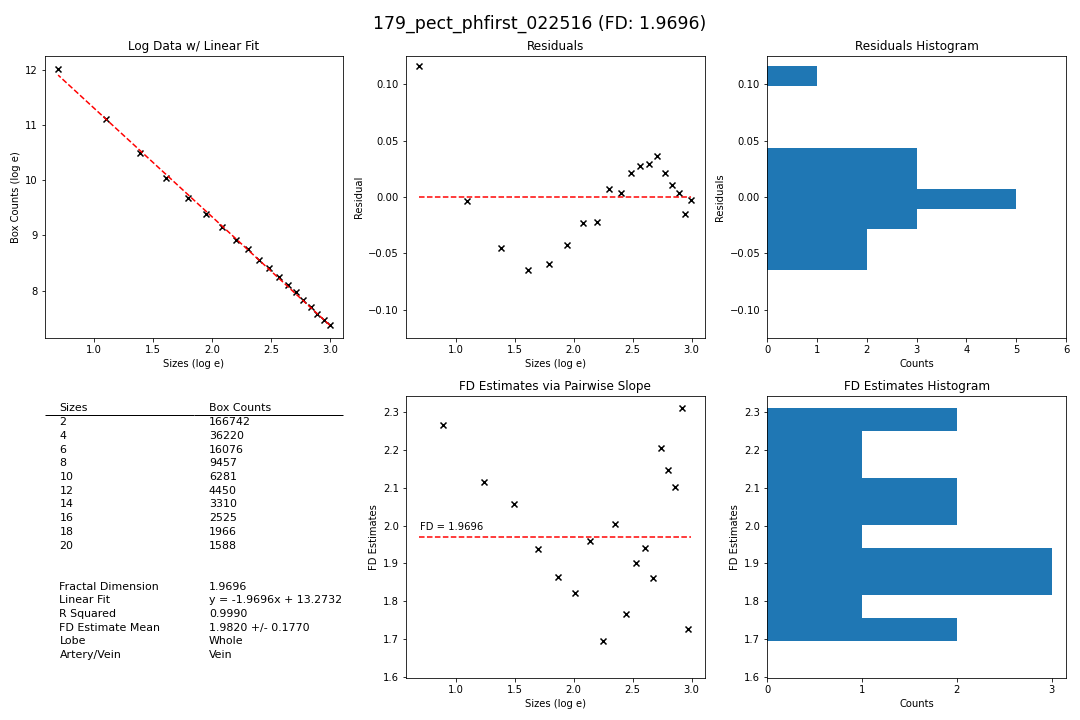 179_pect_phfirst_022516 (FD: 1.9696)
Log Data w/ Linear Fit
Box Counts (log e)
12
11
10
9
8
1.0 1.5 2.0 2.5 3.0
Sizes (log e)
Residuals
Residual
0.10
0.05
0.00
−0.05
−0.10
1.0 1.5 2.0 2.5 3.0
Sizes (log e)
Residuals Histogram
Residuals
0.10
0.05
0.00
−0.05
−0.10
0 1 2 3 4 5 6
Counts
Sizes Box Counts
2 166742
4 36220
6 16076
8 9457
10 6281
12 4450
14 3310
16 2525
18 1966
20 1588
Fractal Dimension 1.9696
Linear Fit y = -1.9696x + 13.2732
R Squared 0.9990
FD Estimate Mean 1.9820 +/- 0.1770
Lobe Whole
Artery/Vein Vein
FD Estimates via Pairwise Slope
FD Estimates
2.3
2.2
2.1
2.0
1.9
1.8
1.7
1.6
FD = 1.9696
1.0 1.5 2.0 2.5 3.0
Sizes (log e)
FD Estimates Histogram
FD Estimates
2.3
2.2
2.1
2.0
1.9
1.8
1.7
1.6
0 1 2 3
Counts